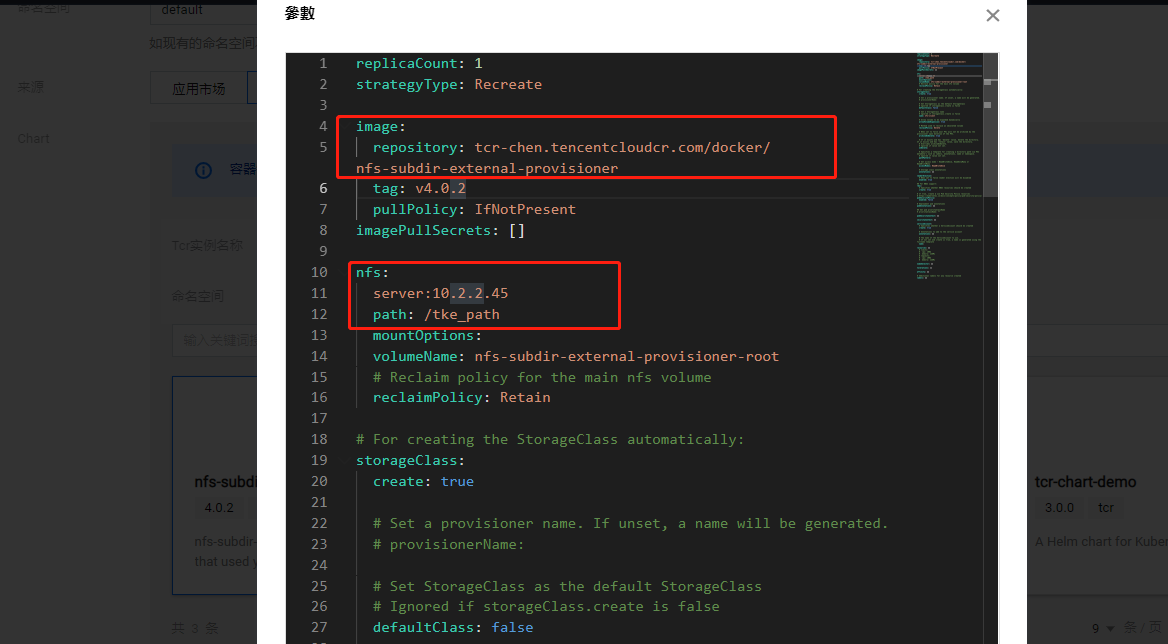 命名空间
default
參數
如现有的命名空间
来源
应用市场
Chart
容器
Tcr实例名称
命名空间
输入关键词
nfs-subdi
4.0.2
nfs-subdir-
that used y
共 3 条
1 replicaCount: 1
2 strategyType: Recreate
3
4 image:
5 repository: tcr-chen.tencentcloudcr.com/docker/
nfs-subdir-external-provisioner
6 tag: v4.0.2
7 pullPolicy: IfNotPresent
8 imagePullSecrets: []
9
10 nfs:
11 server:10.2.2.45
12 path: /tke_path
13 mountOptions:
14 volumeName: nfs-subdir-external-provisioner-root
15 # Reclaim policy for the main nfs volume
16 reclaimPolicy: Retain
17
18 # For creating the StorageClass automatically:
19 storageClass:
20 create: true
21
22 # Set a provisioner name. If unset, a name will be generated.
23 # provisionerName:
24
25 # Set StorageClass as the default StorageClass
26 # Ignored if storageClass.create is false
27 defaultClass: false
tcr-chart-demo
3.0.0 tcr
A Helm chart for Kuber
9 条 / 页